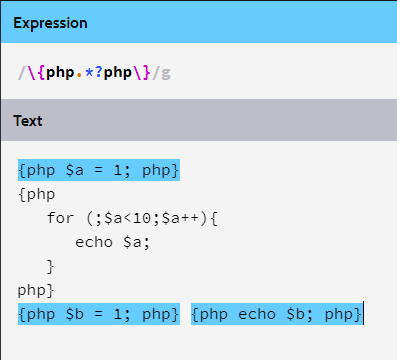 Expression
/\{php.*?php\}/g
Text
{php $a = 1; php}
{php
   for (;$a<10;$a++){
      echo $a;
   }
php}
{php $b = 1; php} {php echo $b; php}